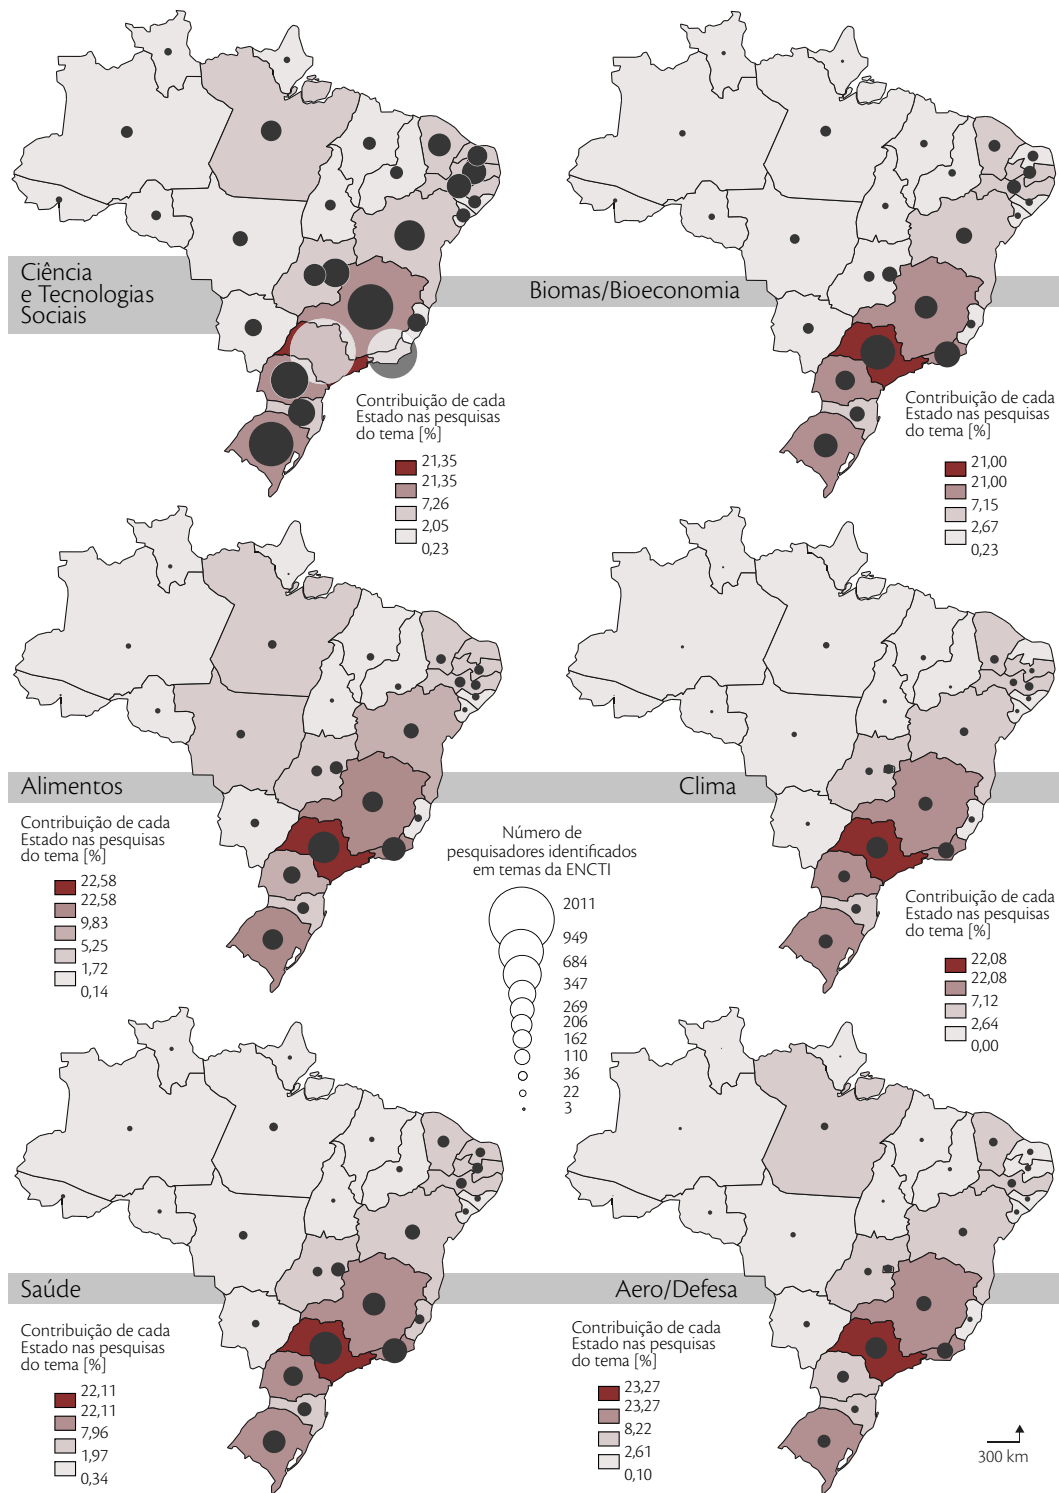 Ciência
e Tecnologias
Sociais
Contribuição de cada
Estado nas pesquisas
do tema [%]
21,35
21,35
7,26
2,05
0,23
Biomas/Bioeconomia
Contribuição de cada
Estado nas pesquisas
do tema [%]
21,00
21,00
7,15
2,67
0,23
Alimentos
Contribuição de cada
Estado nas pesquisas
do tema [%]
22,58
22,58
9,83
5,25
1,72
0,14
Número de
pesquisadores identificados
em temas da ENCTI
2011
949
684
347
269
206
162
110
36
22
3
Clima
Contribuição de cada
Estado nas pesquisas
do tema [%]
22,08
22,08
7,12
2,64
0,00
Saúde
Contribuição de cada
Estado nas pesquisas
do tema [%]
22,11
22,11
7,96
1,97
0,34
Aero/Defesa
Contribuição de cada
Estado nas pesquisas
do tema [%]
23,27
23,27
8,22
2,61
0,10
300 km